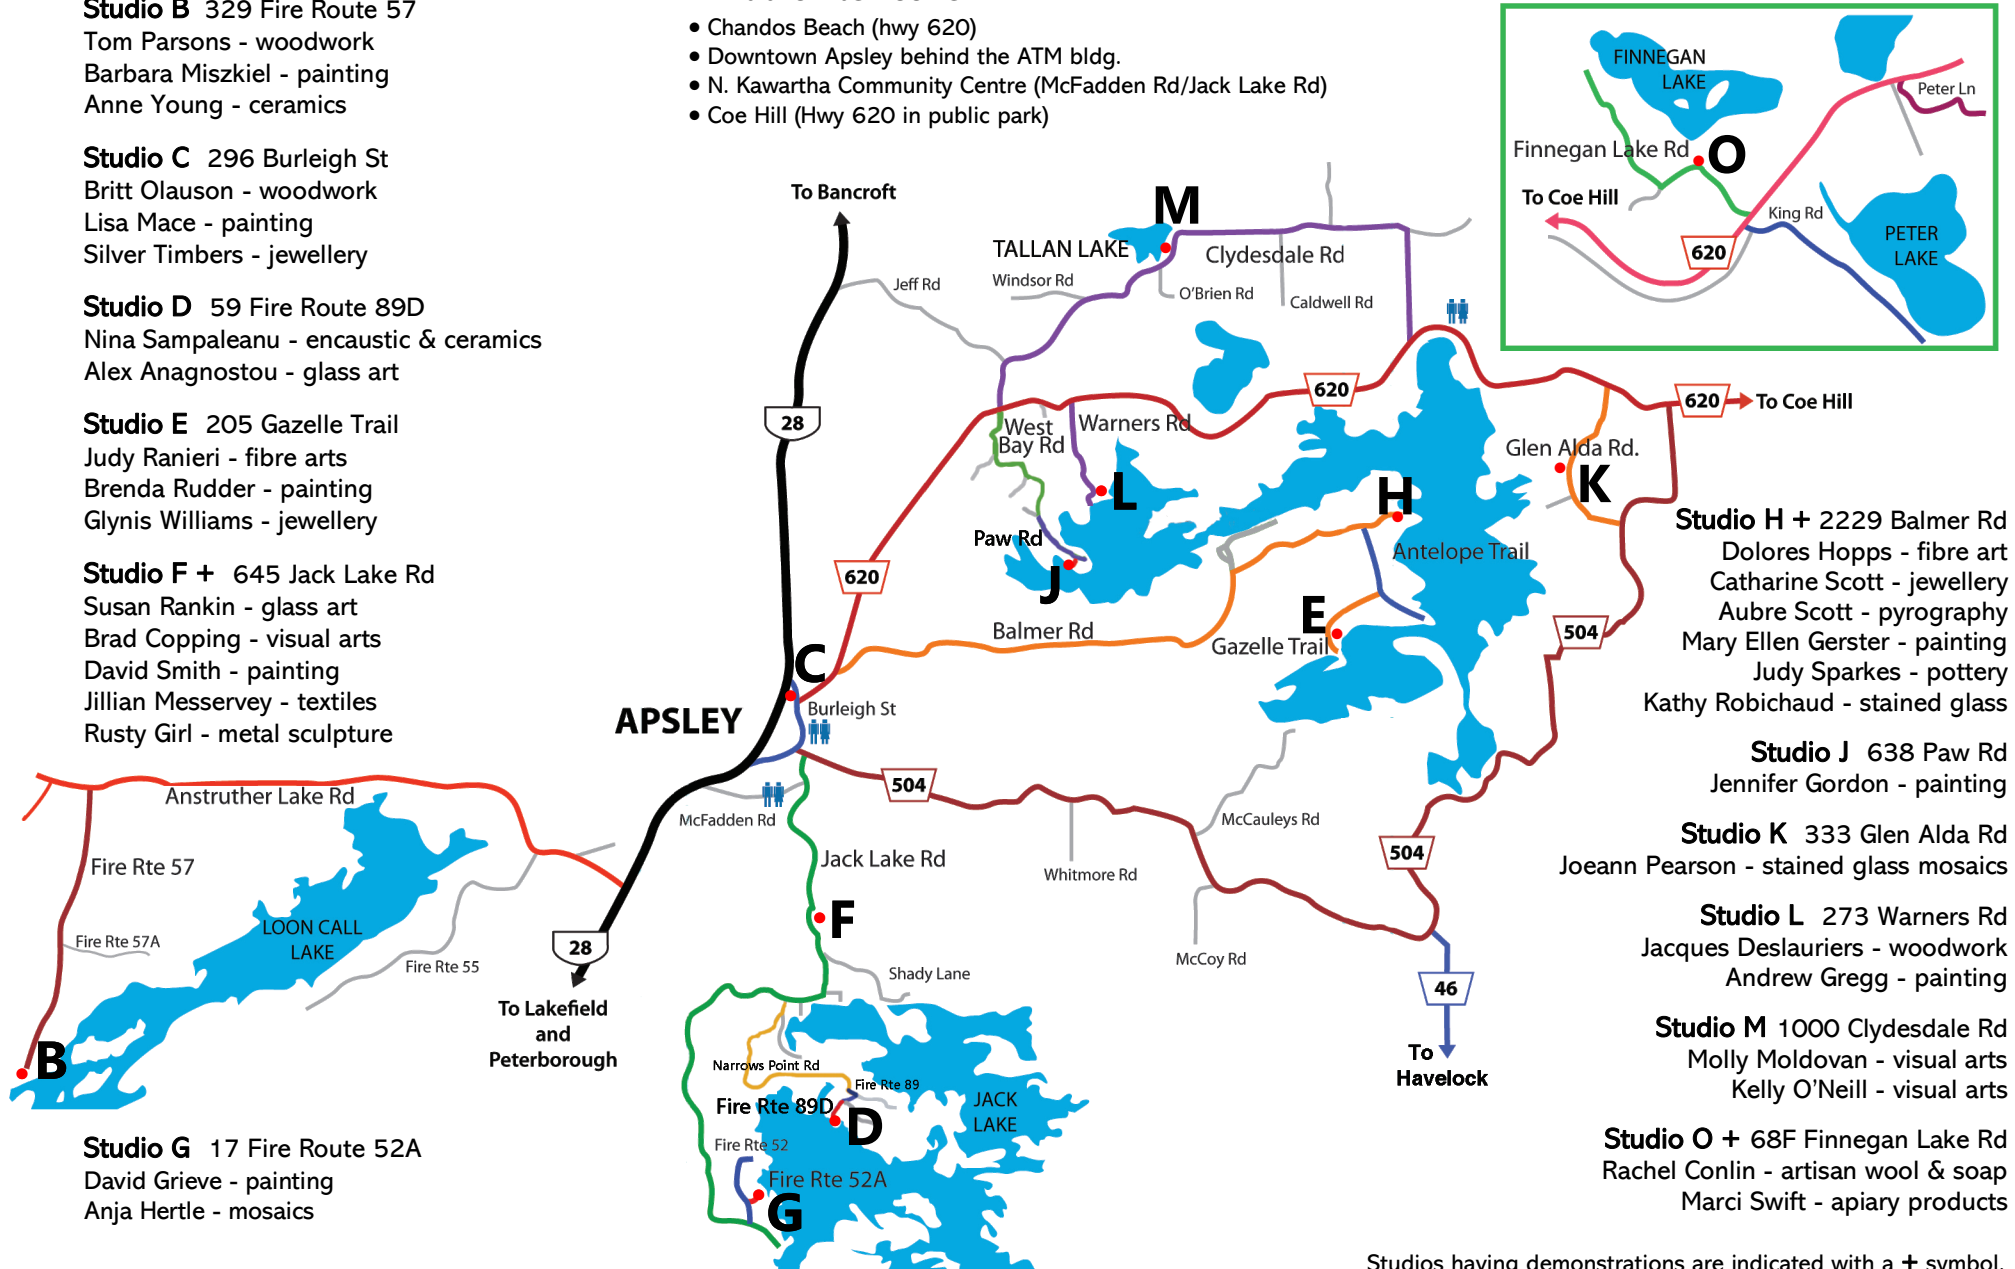 Studio B 329 Fire Route 57
Tom Parsons - woodwork
Barbara Miszkiel - painting
Anne Young - ceramics
Studio C 296 Burleigh St
Britt Olauson - woodwork
Lisa Mace - painting
Silver Timbers - jewellery
Studio D 59 Fire Route 89D
Nina Sampaleanu - encaustic & ceramics
Alex Anagnostou - glass art
Studio E 205 Gazelle Trail
Judy Ranieri - fibre arts
Brenda Rudder - painting
Glynis Williams - jewellery
Studio F + 645 Jack Lake Rd
Susan Rankin - glass art
Brad Copping - visual arts
David Smith - painting
Jillian Messervey - textiles
Rusty Girl - metal sculpture
• Chandos Beach (hwy 620)
• Downtown Apsley behind the ATM bldg.
• N. Kawartha Community Centre (McFadden Rd/Jack Lake Rd)
• Coe Hill (Hwy 620 in public park)
FINNEGAN
LAKE
Peter Ln
Finnegan Lake Rd
O
To Coe Hill
King Rd
620
PETER
LAKE
To Bancroft
M
TALLAN LAKE
Clydesdale Rd
Windsor Rd
Jeff Rd
O'Brien Rd
Caldwell Rd
28
620
620
To Coe Hill
West
Bay Rd
Warners Rd
Glen Alda Rd.
K
L
H
Paw Rd
J
Antelope Trail
620
E
Balmer Rd
Gazelle Trail
504
C
Burleigh St
APSLEY
504
McFadden Rd
McCauleys Rd
504
Jack Lake Rd
Whitmore Rd
F
McCoy Rd
Shady Lane
46
To
Havelock
Anstruther Lake Rd
Fire Rte 57
LOON CALL
LAKE
Fire Rte 57A
Fire Rte 55
B
28
To Lakefield
and
Peterborough
Narrows Point Rd
Fire Rte 89
Fire Rte 89D
D
JACK
LAKE
Fire Rte 52
Fire Rte 52A
G
Studio G 17 Fire Route 52A
David Grieve - painting
Anja Hertle - mosaics
Studio H + 2229 Balmer Rd
Dolores Hopps - fibre art
Catharine Scott - jewellery
Aubre Scott - pyrography
Mary Ellen Gerster - painting
Judy Sparkes - pottery
Kathy Robichaud - stained glass
Studio J 638 Paw Rd
Jennifer Gordon - painting
Studio K 333 Glen Alda Rd
Joeann Pearson - stained glass mosaics
Studio L 273 Warners Rd
Jacques Deslauriers - woodwork
Andrew Gregg - painting
Studio M 1000 Clydesdale Rd
Molly Moldovan - visual arts
Kelly O'Neill - visual arts
Studio O + 68F Finnegan Lake Rd
Rachel Conlin - artisan wool & soap
Marci Swift - apiary products
Studios having demonstrations are indicated with a + symbol.